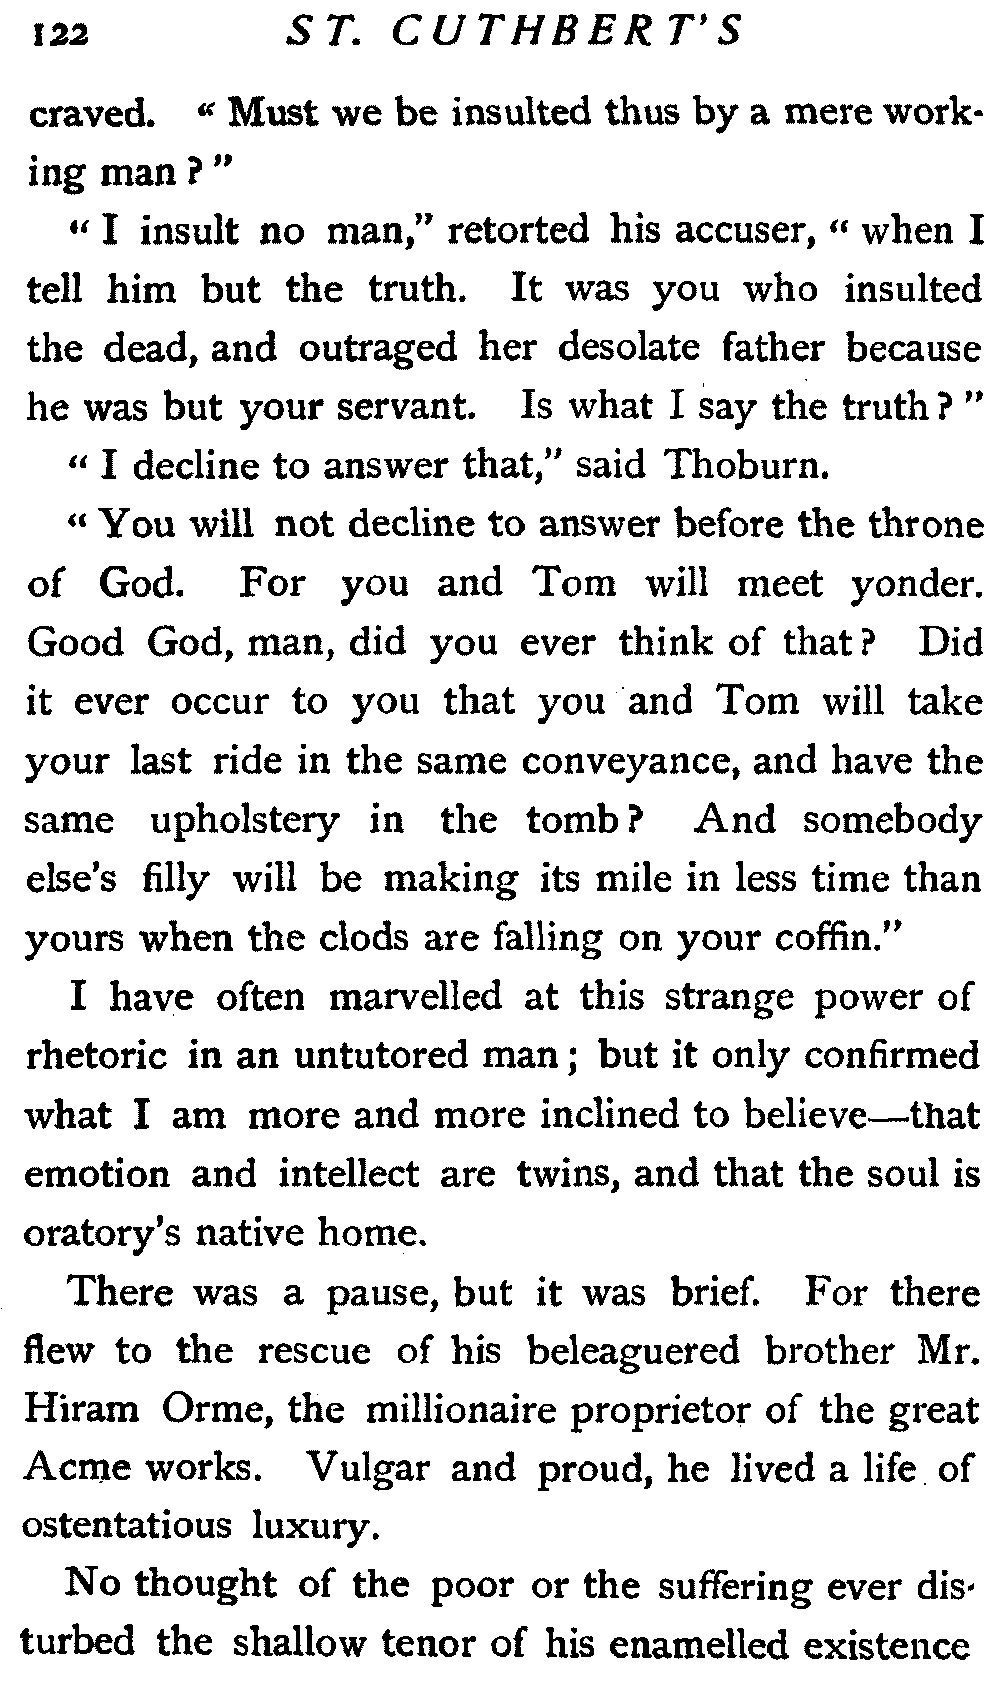 122 ST. CUTHBERT'S
craved. “ Must we be insulted thus by a mere work-
ing man ? ”
“ I insult no man,” retorted his accuser, “ when I
tell him but the truth. It was you who insulted
the dead, and outraged her desolate father because
he was but your servant. Is what I say the truth ? ”
“ I decline to answer that,” said Thoburn.
“ You will not decline to answer before the throne
of God. For you and Tom will meet yonder.
Good God, man, did you ever think of that ? Did
it ever occur to you that you and Tom will take
your last ride in the same conveyance, and have the
same upholstery in the tomb ? And somebody
else's filly will be making its mile in less time than
yours when the clods are falling on your coffin.”
I have often marvelled at this strange power of
rhetoric in an untutored man ; but it only confirmed
what I am more and more inclined to believe—that
emotion and intellect are twins, and that the soul is
oratory's native home.
There was a pause, but it was brief. For there
flew to the rescue of his beleaguered brother Mr.
Hiram Orme, the millionaire proprietor of the great
Acme works. Vulgar and proud, he lived a life of
ostentatious luxury.
No thought of the poor or the suffering ever dis-
turbed the shallow tenor of his enamelled existence